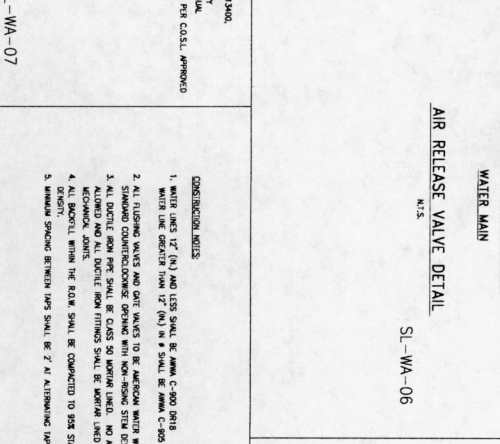 WATER MAIN
AIR RELEASE VALVE DETAIL
N.T.S.
SL-WA-06
13400,
PER C.O.S.L. APPROVED
-WA-07
CONSTRUCTION NOTES:
1. WATER LINES 12" (IN.) AND LESS SHALL BE AWWA C-900 DR18
WATER LINE GREATER THAN 12" (IN.) IN # SHALL BE AWWA C-905
2. ALL FLUSHING VALVES AND GATE VALVES TO BE AMERICAN WATER W
STANDARD COUNTERCLOCKWISE OPENING WITH NON-RISING STEM DE
3. ALL DUCTILE IRON PIPE SHALL BE CLASS 50 MORTAR LINED. NO A
ALLOWED AND ALL DUCTILE IRON FITTINGS SHALL BE MORTAR LINED
MECHANICAL JOINTS.
4. ALL BACKFILL WITHIN THE R.O.W. SHALL BE COMPACTED TO 95% ST
DENSITY.
5. MINIMUM SPACING BETWEEN TAPS SHALL BE 2' AT ALTERNATING TAP